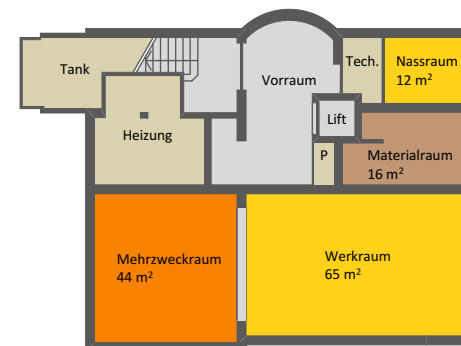 Tank
Vorraum
Tech.
Nassraum
12 m²
Heizung
Lift
P
Materialraum
16 m²
Mehrzweckraum
44 m²
Werkraum
65 m²